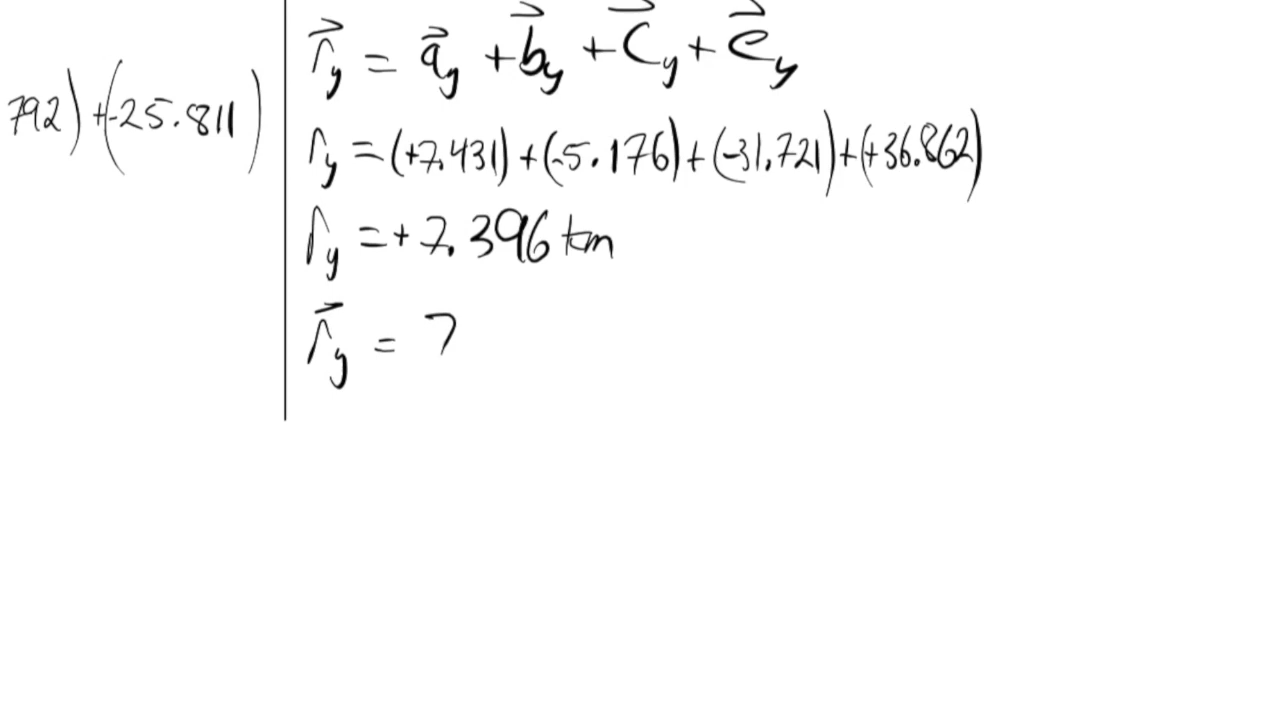 792) + (-25.811)
r⃗y = a⃗y + b⃗y + c⃗y + e⃗y
ry = (+7.431) + (-5.176) + (-31.721) + (+36.862)
ry = + 7.396 km
r⃗y = 7